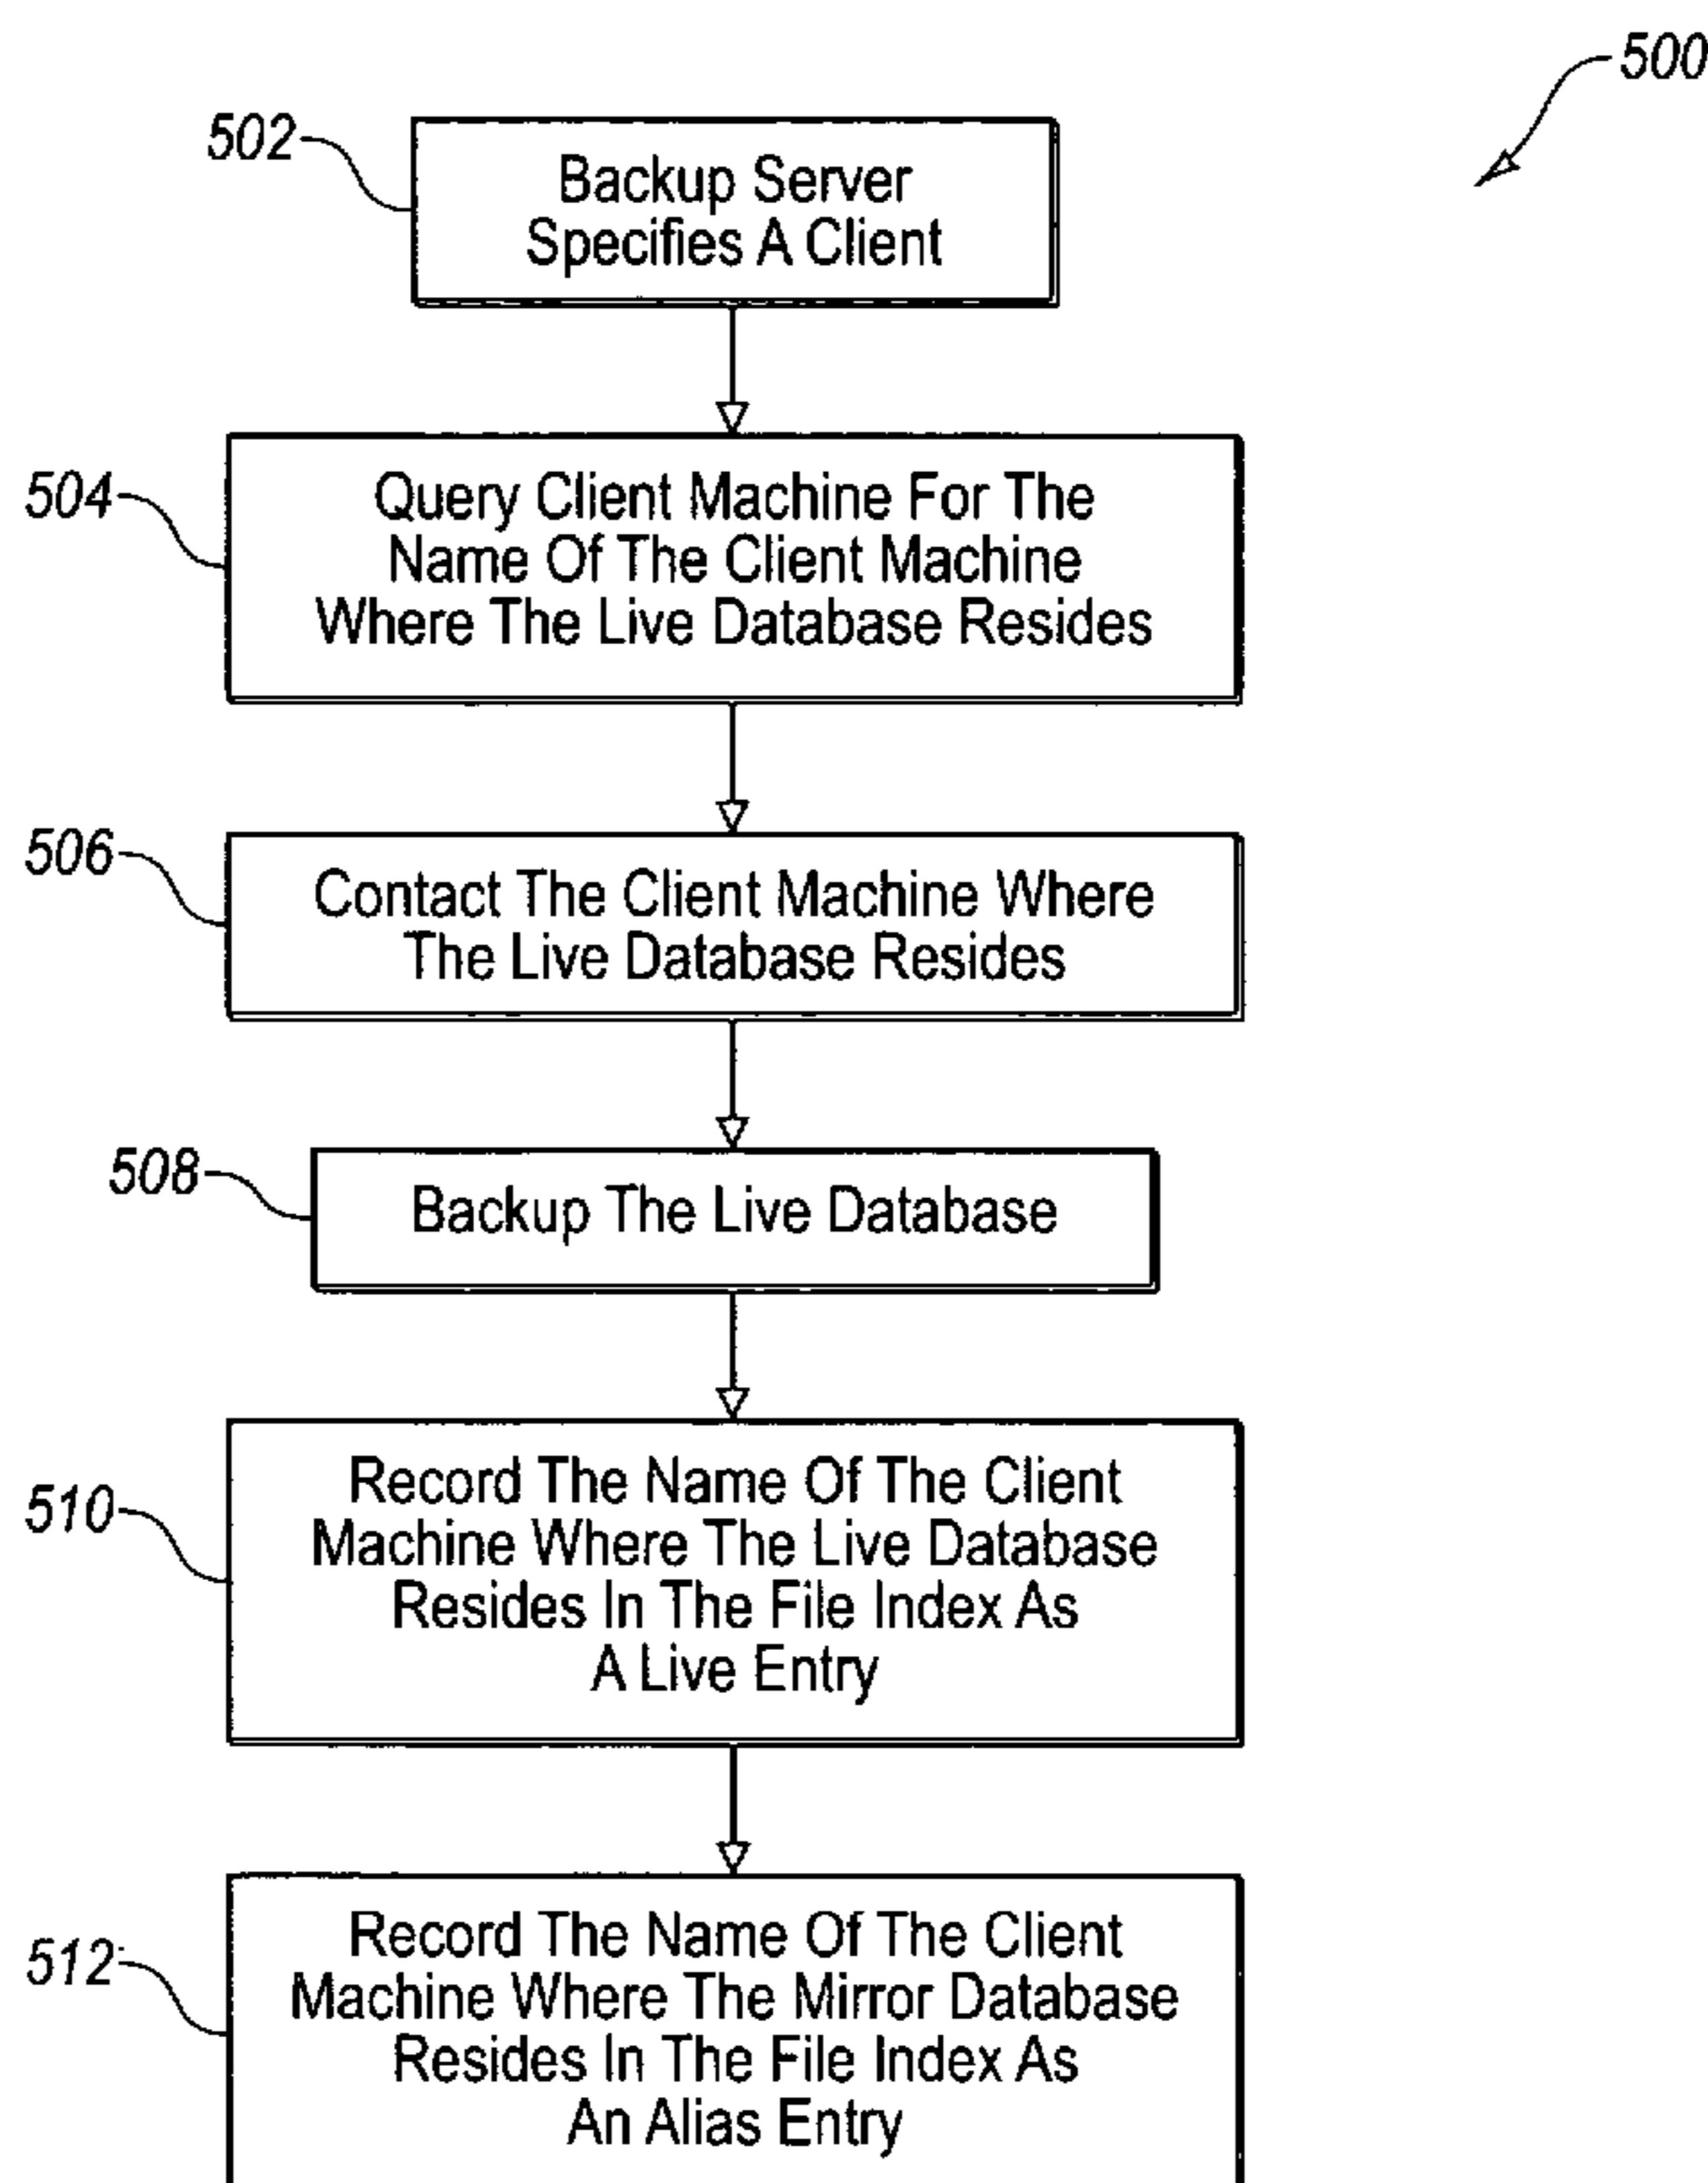 500
502
Backup Server
Specifies A Client
504
Query Client Machine For The
Name Of The Client Machine
Where The Live Database Resides
506
Contact The Client Machine Where
The Live Database Resides
508
Backup The Live Database
510
Record The Name Of The Client
Machine Where The Live Database
Resides In The File Index As
A Live Entry
512
Record The Name Of The Client
Machine Where The Mirror Database
Resides In The File Index As
An Alias Entry